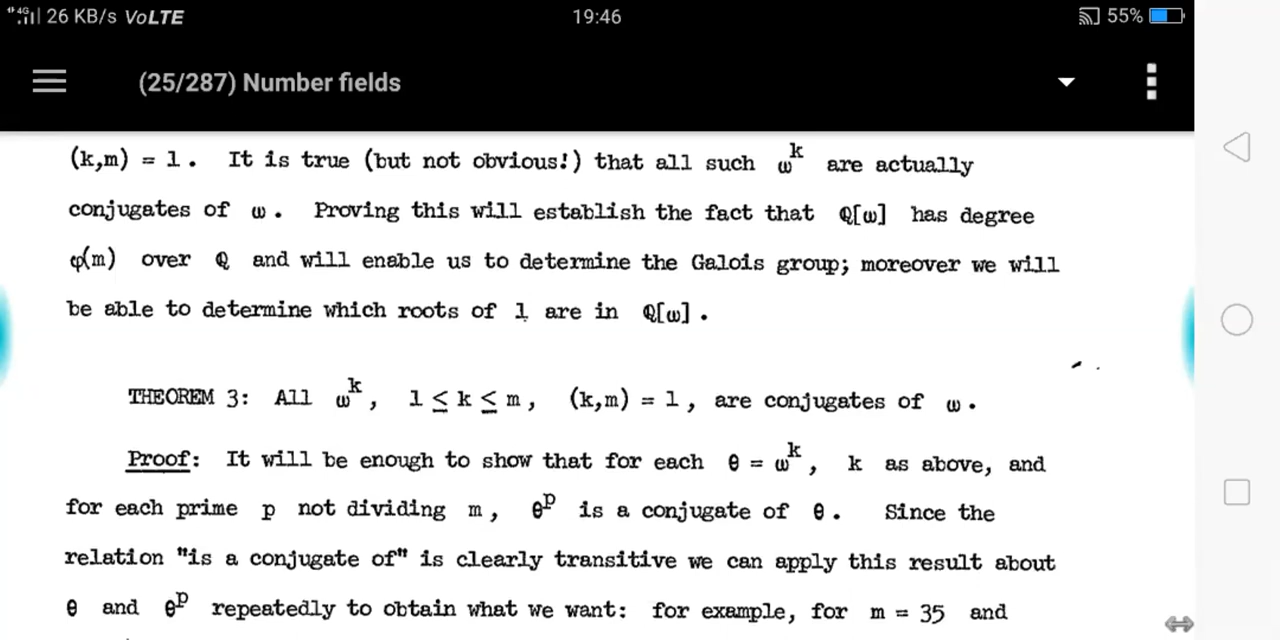 4G 26 KB/s VoLTE 19:46 55%
(25/287) Number fields
(k,m) = 1. It is true (but not obvious!) that all such ω^k are actually
conjugates of ω. Proving this will establish the fact that Q[ω] has degree
φ(m) over Q and will enable us to determine the Galois group; moreover we will
be able to determine which roots of 1 are in Q[ω].
THEOREM 3: All ω^k, 1 ≤ k ≤ m, (k,m) = 1, are conjugates of ω.
Proof: It will be enough to show that for each θ = ω^k, k as above, and
for each prime p not dividing m, θ^p is a conjugate of θ. Since the
relation "is a conjugate of" is clearly transitive we can apply this result about
θ and θ^p repeatedly to obtain what we want: for example, for m = 35 and